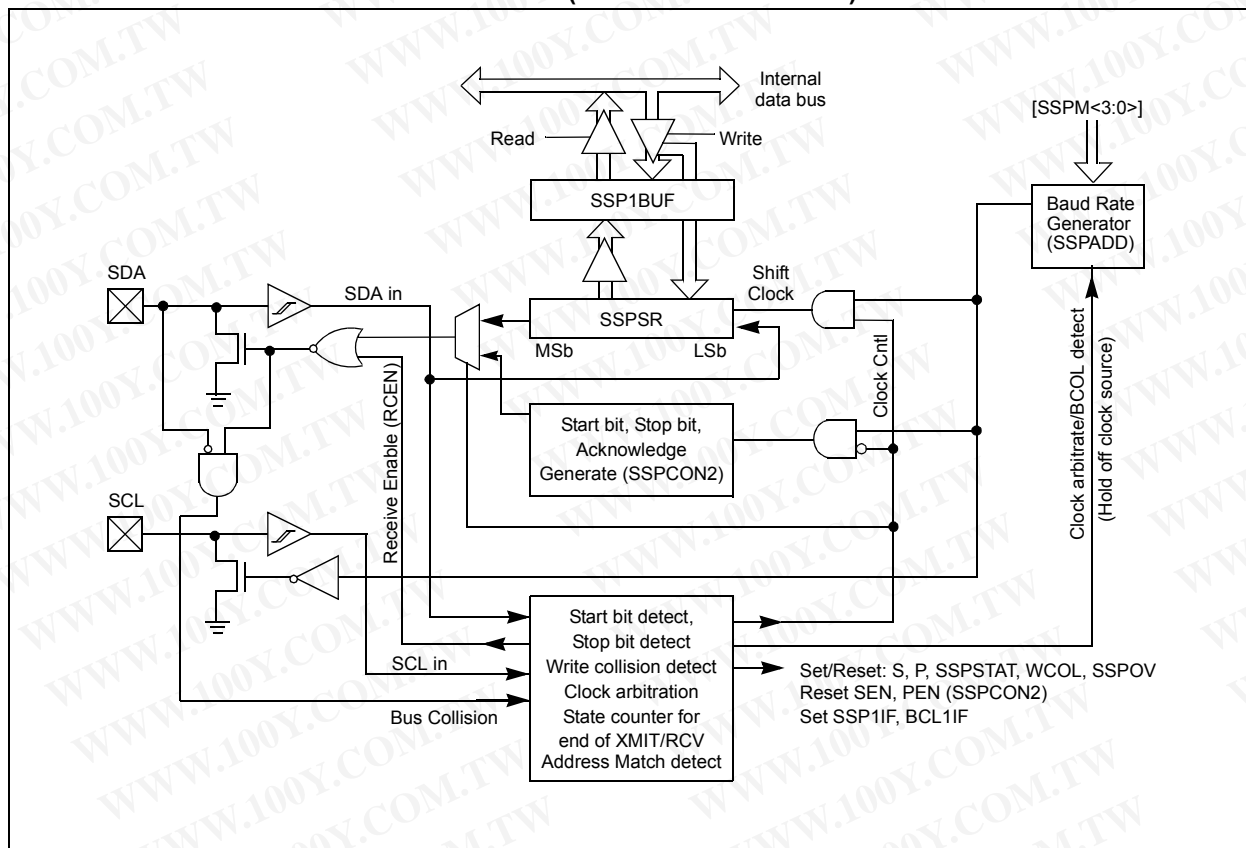 Internal
data bus
[SSPM<3:0>]
Read
Write
SSP1BUF
Baud Rate
Generator
(SSPADD)
SDA
SDA in
Shift
Clock
SSPSR
MSb
LSb
Start bit, Stop bit,
Acknowledge
Generate (SSPCON2)
Clock Cntl
Receive Enable (RCEN)
Clock arbitrate/BCOL detect
(Hold off clock source)
SCL
SCL in
Bus Collision
Start bit detect,
Stop bit detect
Write collision detect
Clock arbitration
State counter for
end of XMIT/RCV
Address Match detect
Set/Reset: S, P, SSPSTAT, WCOL, SSPOV
Reset SEN, PEN (SSPCON2)
Set SSP1IF, BCL1IF
WWW.100Y.COM.TW